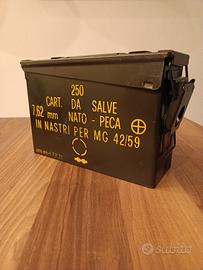 250
CART. DA SALVE
7,62 mm NATO - PECA
IN NASTRI PER MG 42/59
subito